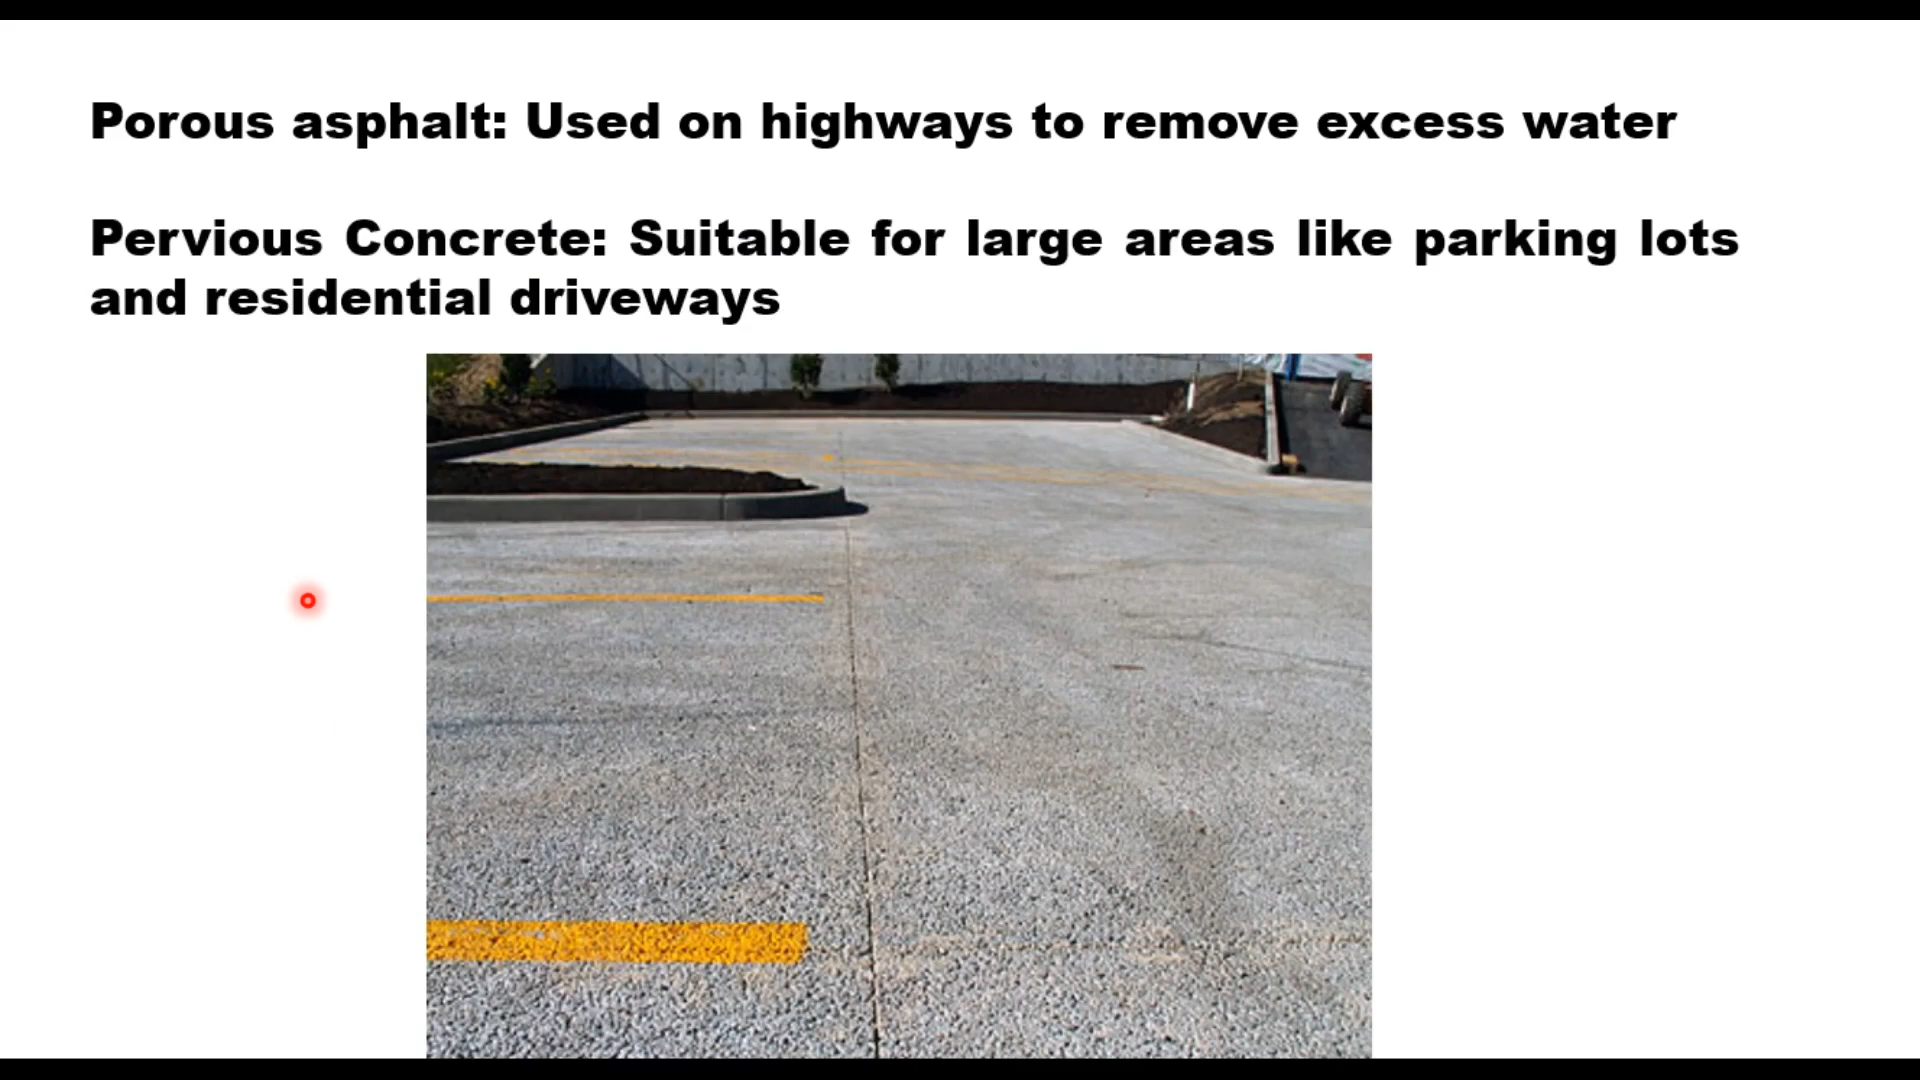 Porous asphalt: Used on highways to remove excess water
Pervious Concrete: Suitable for large areas like parking lots
and residential driveways